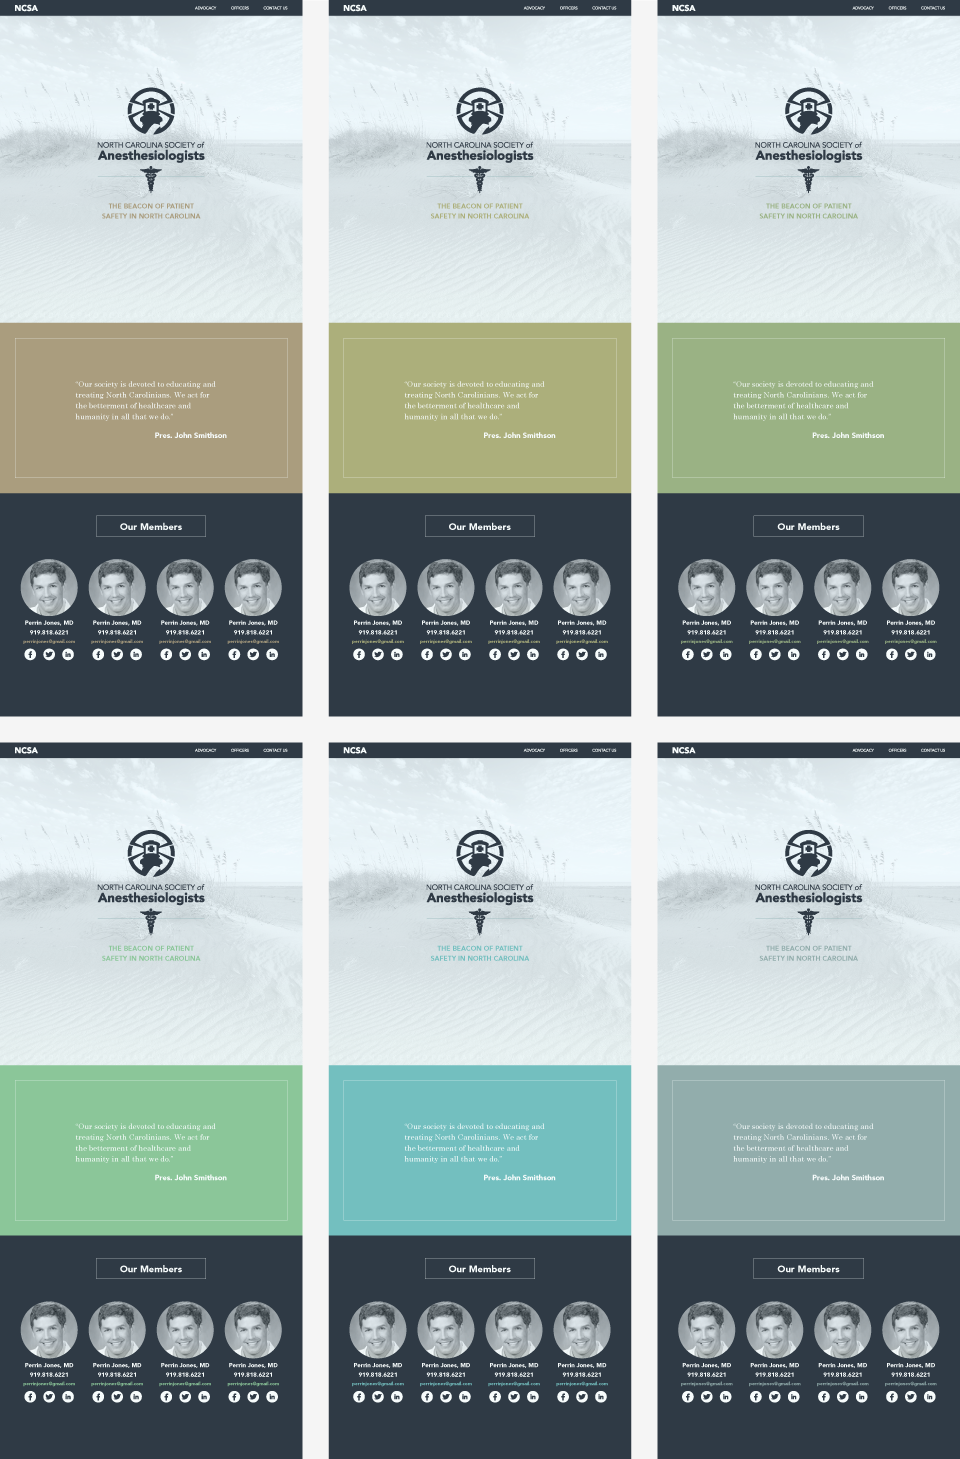 NCSA ADVOCACY OFFICERS CONTACT US
NORTH CAROLINA SOCIETY of
Anesthesiologists
THE BEACON OF PATIENT
SAFETY IN NORTH CAROLINA
"Our society is devoted to educating and
treating North Carolinians. We act for
the betterment of healthcare and
humanity in all that we do."
Pres. John Smithson
Our Members
Perrin Jones, MD Perrin Jones, MD Perrin Jones, MD Perrin Jones, MD
919.818.6221 919.818.6221 919.818.6221 919.818.6221
perrinjones@gmail.com perrinjones@gmail.com perrinjones@gmail.com perrinjones@gmail.com
NCSA ADVOCACY OFFICERS CONTACT US
NORTH CAROLINA SOCIETY of
Anesthesiologists
THE BEACON OF PATIENT
SAFETY IN NORTH CAROLINA
"Our society is devoted to educating and
treating North Carolinians. We act for
the betterment of healthcare and
humanity in all that we do."
Pres. John Smithson
Our Members
Perrin Jones, MD Perrin Jones, MD Perrin Jones, MD Perrin Jones, MD
919.818.6221 919.818.6221 919.818.6221 919.818.6221
perrinjones@gmail.com perrinjones@gmail.com perrinjones@gmail.com perrinjones@gmail.com
NCSA ADVOCACY OFFICERS CONTACT US
NORTH CAROLINA SOCIETY of
Anesthesiologists
THE BEACON OF PATIENT
SAFETY IN NORTH CAROLINA
"Our society is devoted to educating and
treating North Carolinians. We act for
the betterment of healthcare and
humanity in all that we do."
Pres. John Smithson
Our Members
Perrin Jones, MD Perrin Jones, MD Perrin Jones, MD Perrin Jones, MD
919.818.6221 919.818.6221 919.818.6221 919.818.6221
perrinjones@gmail.com perrinjones@gmail.com perrinjones@gmail.com perrinjones@gmail.com
NCSA ADVOCACY OFFICERS CONTACT US
NORTH CAROLINA SOCIETY of
Anesthesiologists
THE BEACON OF PATIENT
SAFETY IN NORTH CAROLINA
"Our society is devoted to educating and
treating North Carolinians. We act for
the betterment of healthcare and
humanity in all that we do."
Pres. John Smithson
Our Members
Perrin Jones, MD Perrin Jones, MD Perrin Jones, MD Perrin Jones, MD
919.818.6221 919.818.6221 919.818.6221 919.818.6221
perrinjones@gmail.com perrinjones@gmail.com perrinjones@gmail.com perrinjones@gmail.com
NCSA ADVOCACY OFFICERS CONTACT US
NORTH CAROLINA SOCIETY of
Anesthesiologists
THE BEACON OF PATIENT
SAFETY IN NORTH CAROLINA
"Our society is devoted to educating and
treating North Carolinians. We act for
the betterment of healthcare and
humanity in all that we do."
Pres. John Smithson
Our Members
Perrin Jones, MD Perrin Jones, MD Perrin Jones, MD Perrin Jones, MD
919.818.6221 919.818.6221 919.818.6221 919.818.6221
perrinjones@gmail.com perrinjones@gmail.com perrinjones@gmail.com perrinjones@gmail.com
NCSA ADVOCACY OFFICERS CONTACT US
NORTH CAROLINA SOCIETY of
Anesthesiologists
THE BEACON OF PATIENT
SAFETY IN NORTH CAROLINA
"Our society is devoted to educating and
treating North Carolinians. We act for
the betterment of healthcare and
humanity in all that we do."
Pres. John Smithson
Our Members
Perrin Jones, MD Perrin Jones, MD Perrin Jones, MD Perrin Jones, MD
919.818.6221 919.818.6221 919.818.6221 919.818.6221
perrinjones@gmail.com perrinjones@gmail.com perrinjones@gmail.com perrinjones@gmail.com